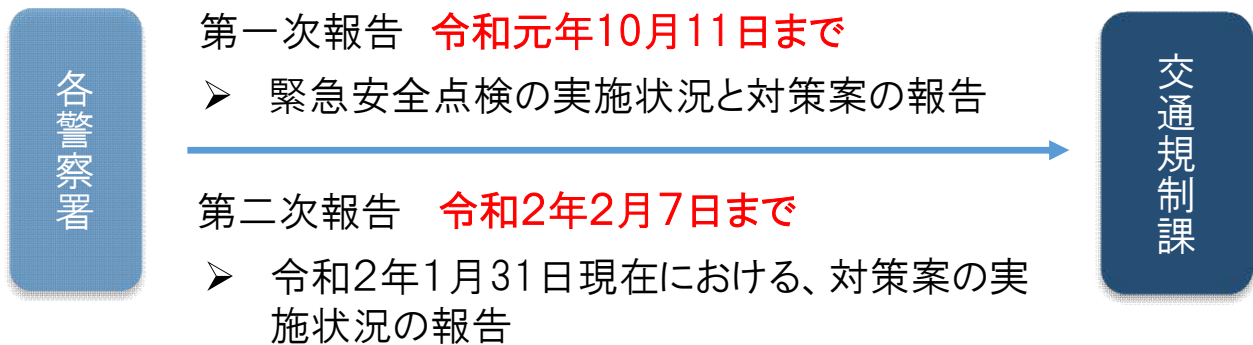 各警察署
第一次報告 令和元年10月11日まで
➢ 緊急安全点検の実施状況と対策案の報告
第二次報告 令和2年2月7日まで
➢ 令和2年1月31日現在における、対策案の実
施状況の報告
交通規制課